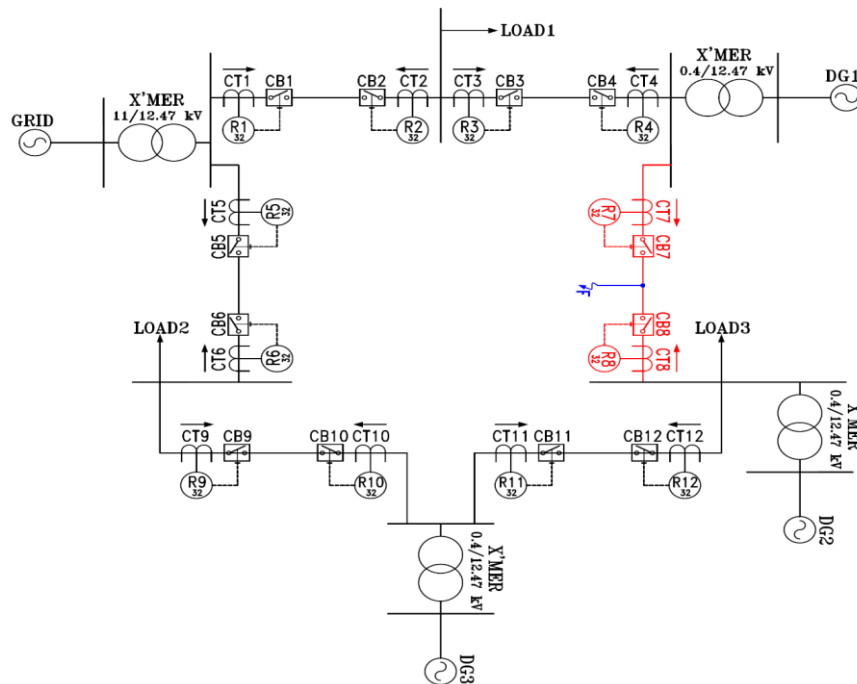 LOAD1
CT1 CB1 CB2 CT2 CT3 CB3 CB4 CT4
X'MER
0.4/12.47 kV
DG1
X'MER
11/12.47 kV
GRID
R1
32
R2
32
R3
32
R4
32
CT5
R5
32
CB5
R7
32
CT7
CB7
F
CB6
R6
32
CT6
CB8
R8
32
CT8
LOAD2
LOAD3
X'MER
0.4/12.47 kV
CT9 CB9 CB10 CT10 CT11 CB11 CB12 CT12
R9
32
R10
32
R11
32
R12
32
DG2
X'MER
0.4/12.47 kV
DG3